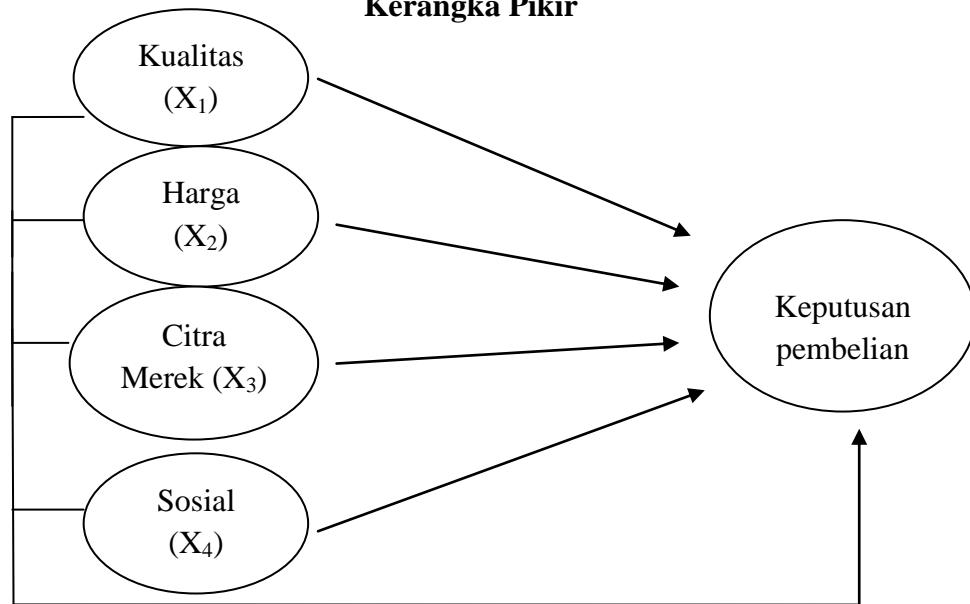 Kerangka Pikir
Kualitas
(X₁)
Harga
(X₂)
Citra
Merek (X₃)
Sosial
(X₄)
Keputusan
pembelian